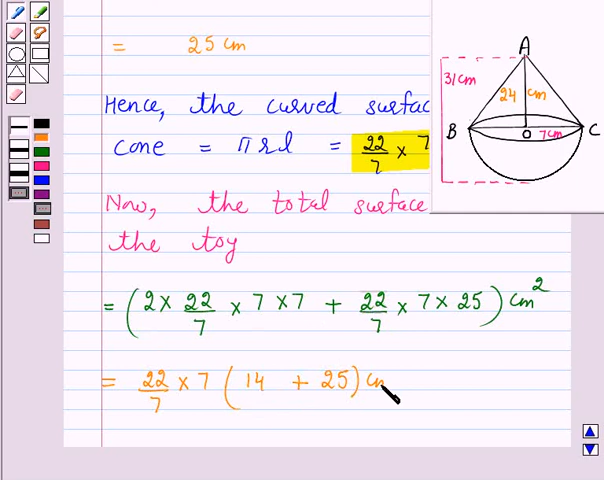 = 25 cm
Hence, the curved surfac
cone = πrl = 22/7 × 7
Now, the total surface
the toy
= (2 × 22/7 × 7 × 7 + 22/7 × 7 × 25) cm²
= 22/7 × 7 (14 + 25) cm
A
31cm
24 cm
B
O
7cm
C